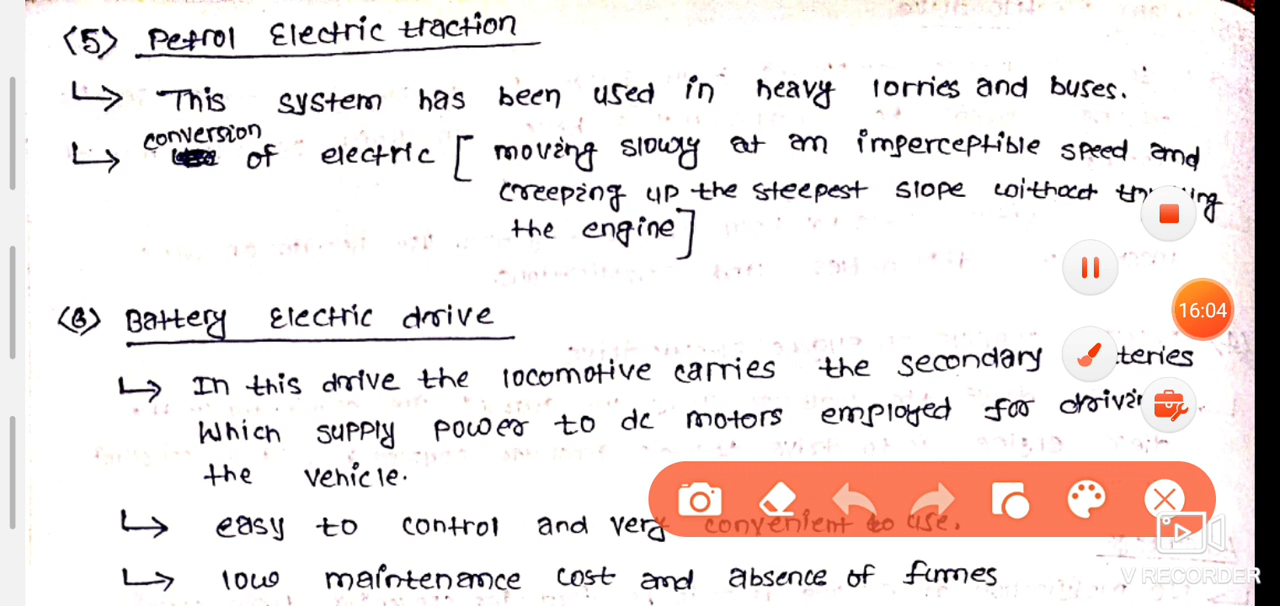 (5) Petrol Electric traction
↳ This system has been used in heavy lorries and buses.
↳ conversion of electric [ moving slowly at an imperceptible speed and
creeping up the steepest slope without
the engine]
(6) Battery Electric drive
↳ In this drive the locomotive carries the secondary teries
Which supply power to dc motors employed for
the vehicle.
↳ easy to control and very convenient to use.
↳ low maintenance cost and absence of fumes
16:04
V RECORDER